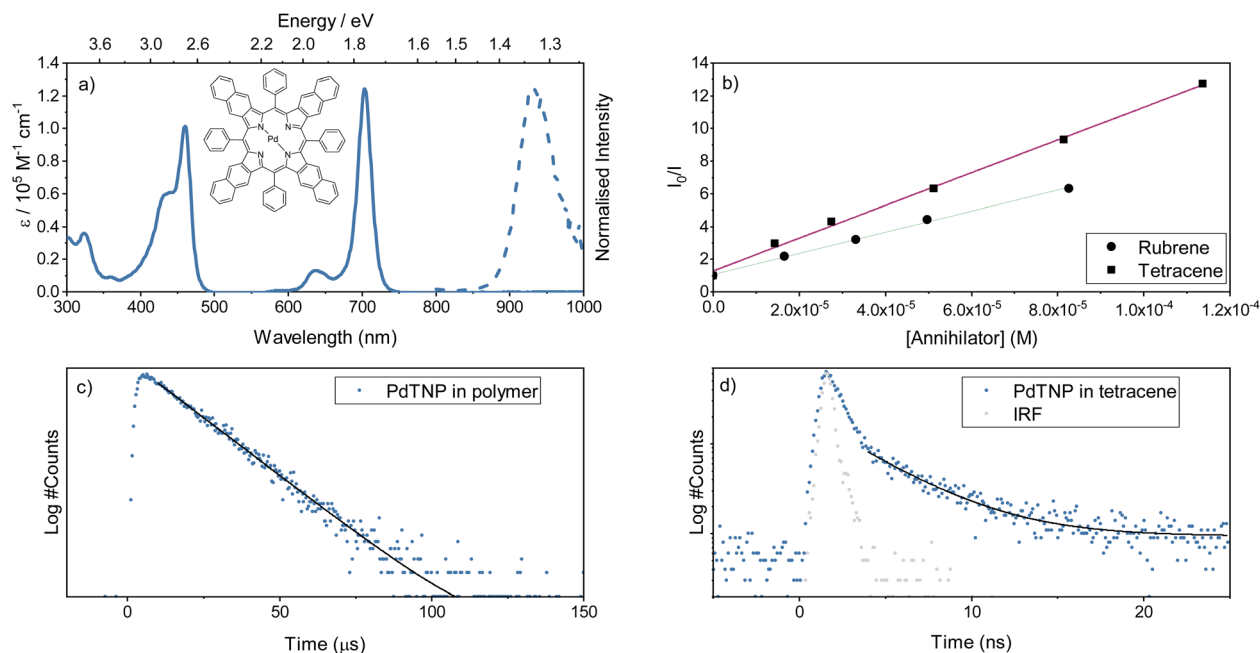 Energy / eV
3.6 3.0 2.6 2.2 2.0 1.8 1.6 1.5 1.4 1.3
a)
ε / 10⁵ M⁻¹ cm⁻¹
1.4
1.2
1.0
0.8
0.6
0.4
0.2
0.0
N N
Pd
N N
Normalised Intensity
300 400 500 600 700 800 900 1000
Wavelength (nm)
b)
I₀/I
14
12
10
8
6
4
2
0
Rubrene
Tetracene
0.0 2.0x10⁻⁵ 4.0x10⁻⁵ 6.0x10⁻⁵ 8.0x10⁻⁵ 1.0x10⁻⁴ 1.2x10⁻⁴
[Annihilator] (M)
c)
PdTNP in polymer
Log #Counts
0 50 100 150
Time (μs)
d)
PdTNP in tetracene
IRF
Log #Counts
0 10 20
Time (ns)